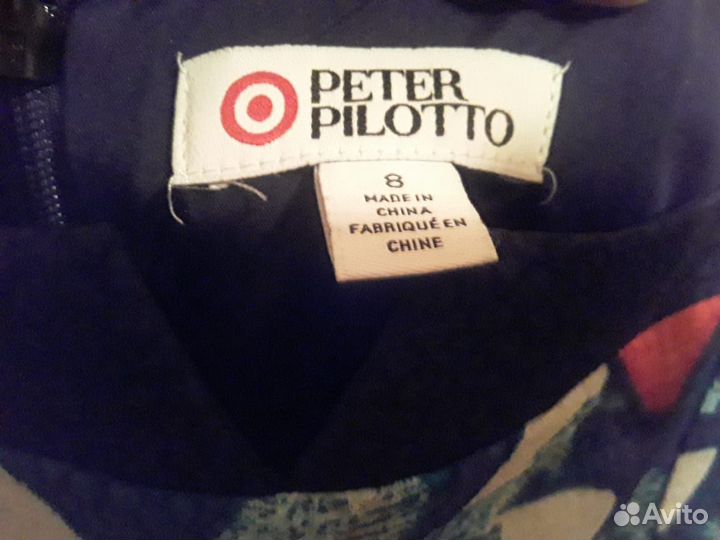 PETER
PILOTTO
8
MADE IN
CHINA
FABRIQUÉ EN
CHINE
Avito